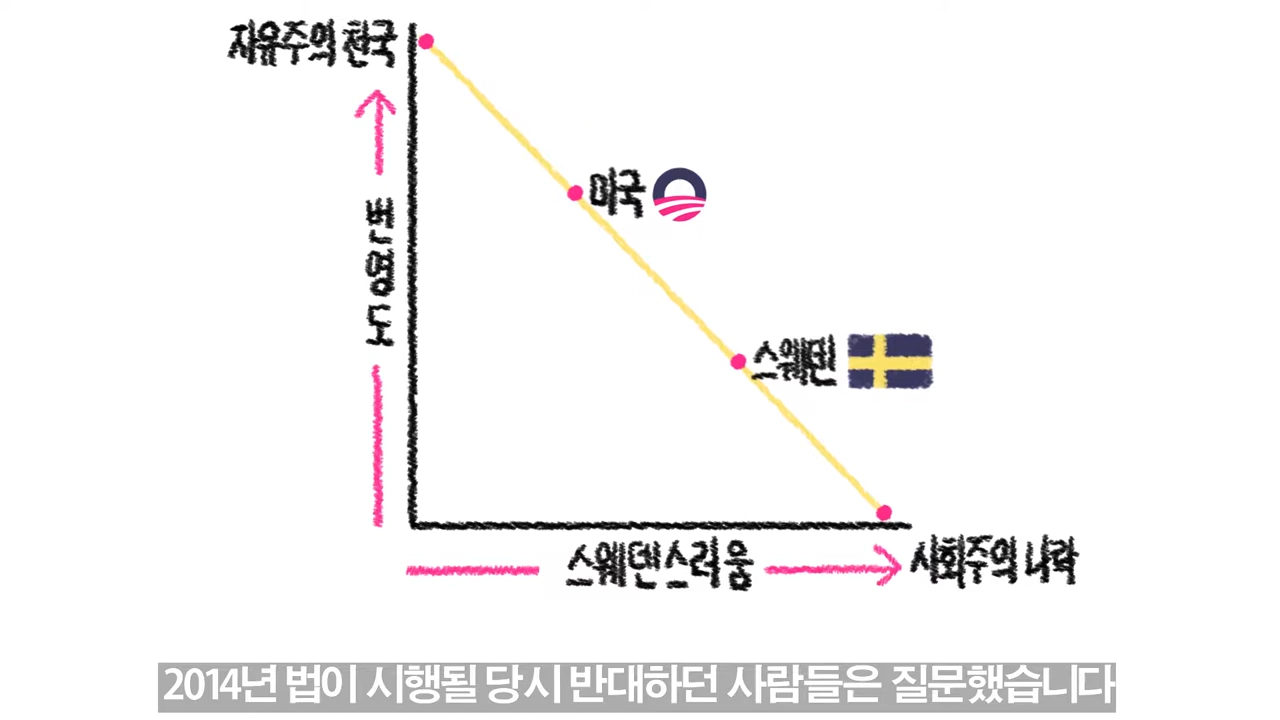 자유주의 천국
번영도
미국
스웨덴
스웨덴스러움
사회주의 나락
2014년 법이 시행될 당시 반대하던 사람들은 질문했습니다